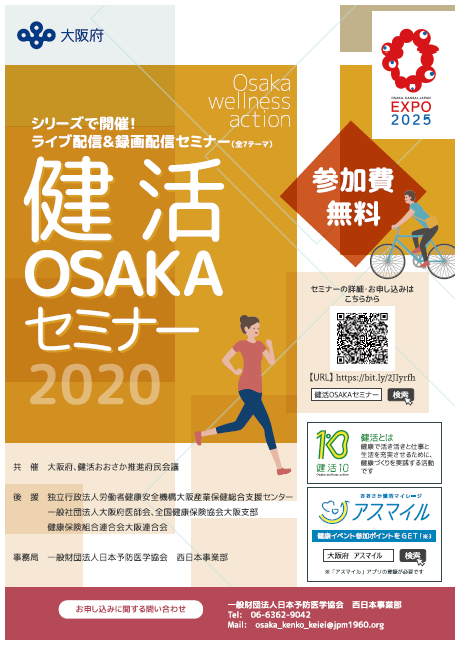 大阪府
Osaka
wellness
action
OSAKA, KANSAI, JAPAN
EXPO
2025
シリーズで開催!
ライブ配信&録画配信セミナー(全7テーマ)
健活
OSAKA
セミナー
2020
参加費
無料
セミナーの詳細・お申し込みは
こちらから
【URL】https://bit.ly/2JIyrfh
健活OSAKAセミナー 検索
健活10
健活とは
健康で活き活きと仕事と
生活を充実させるために、
健康づくりを実践する活動
です
おおさか健活マイレージ
アスマイル
健康イベント参加ポイントをGET!※3
大阪府 アスマイル 検索
※「アスマイル」アプリの登録が必要です
共 催 大阪府、健活おおさか推進府民会議
後 援 独立行政法人労働者健康安全機構大阪産業保健総合支援センター
一般社団法人大阪府医師会、全国健康保険協会大阪支部
健康保険組合連合会大阪連合会
事務局 一般財団法人日本予防医学協会 西日本事業部
お申し込みに関する問い合わせ
一般財団法人日本予防医学協会 西日本事業部
Tel: 06-6362-9042
Mail: osaka_kenko_keiei@jpm1960.org